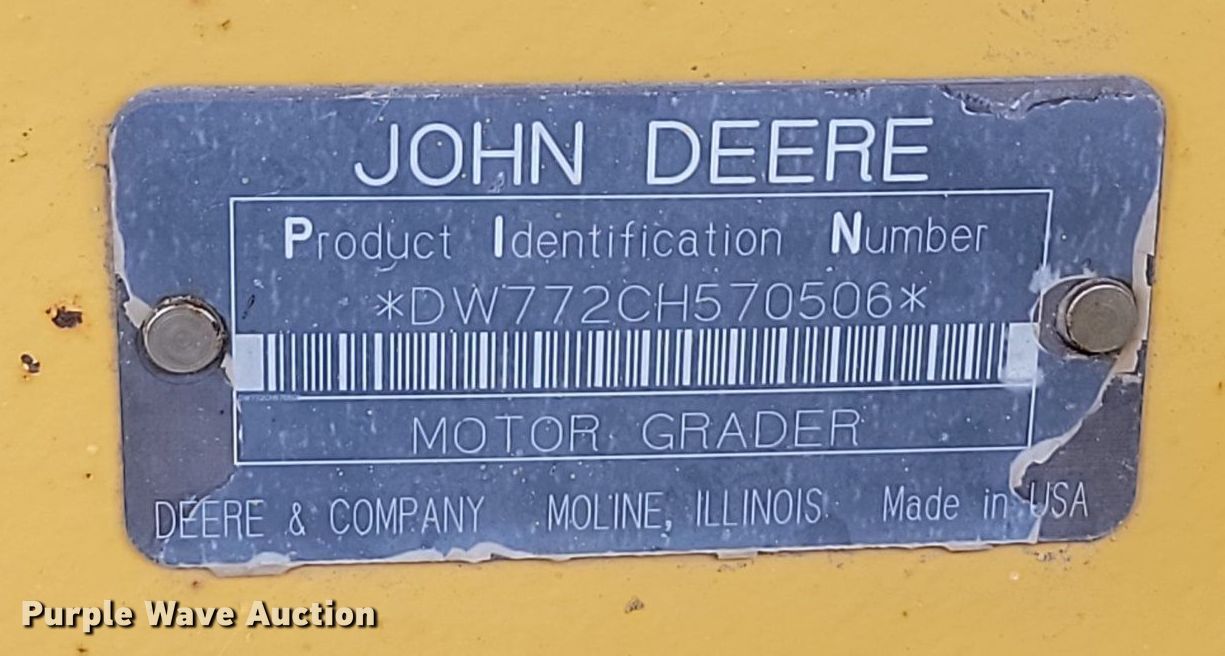 JOHN DEERE
Product Identification Number
*DW772CH570506*
MOTOR GRADER
DEERE & COMPANY MOLINE, ILLINOIS Made in USA
Purple Wave Auction